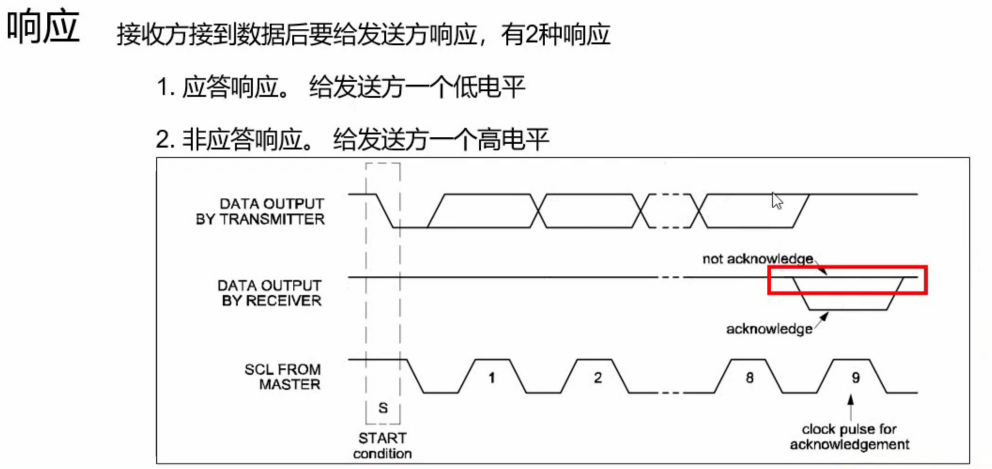 响应
接收方接到数据后要给发送方响应，有2种响应
1. 应答响应。 给发送方一个低电平
2. 非应答响应。 给发送方一个高电平
DATA OUTPUT
BY TRANSMITTER
not acknowledge
DATA OUTPUT
BY RECEIVER
acknowledge
SCL FROM
MASTER
1
2
8
9
S
START
condition
clock pulse for
acknowledgement